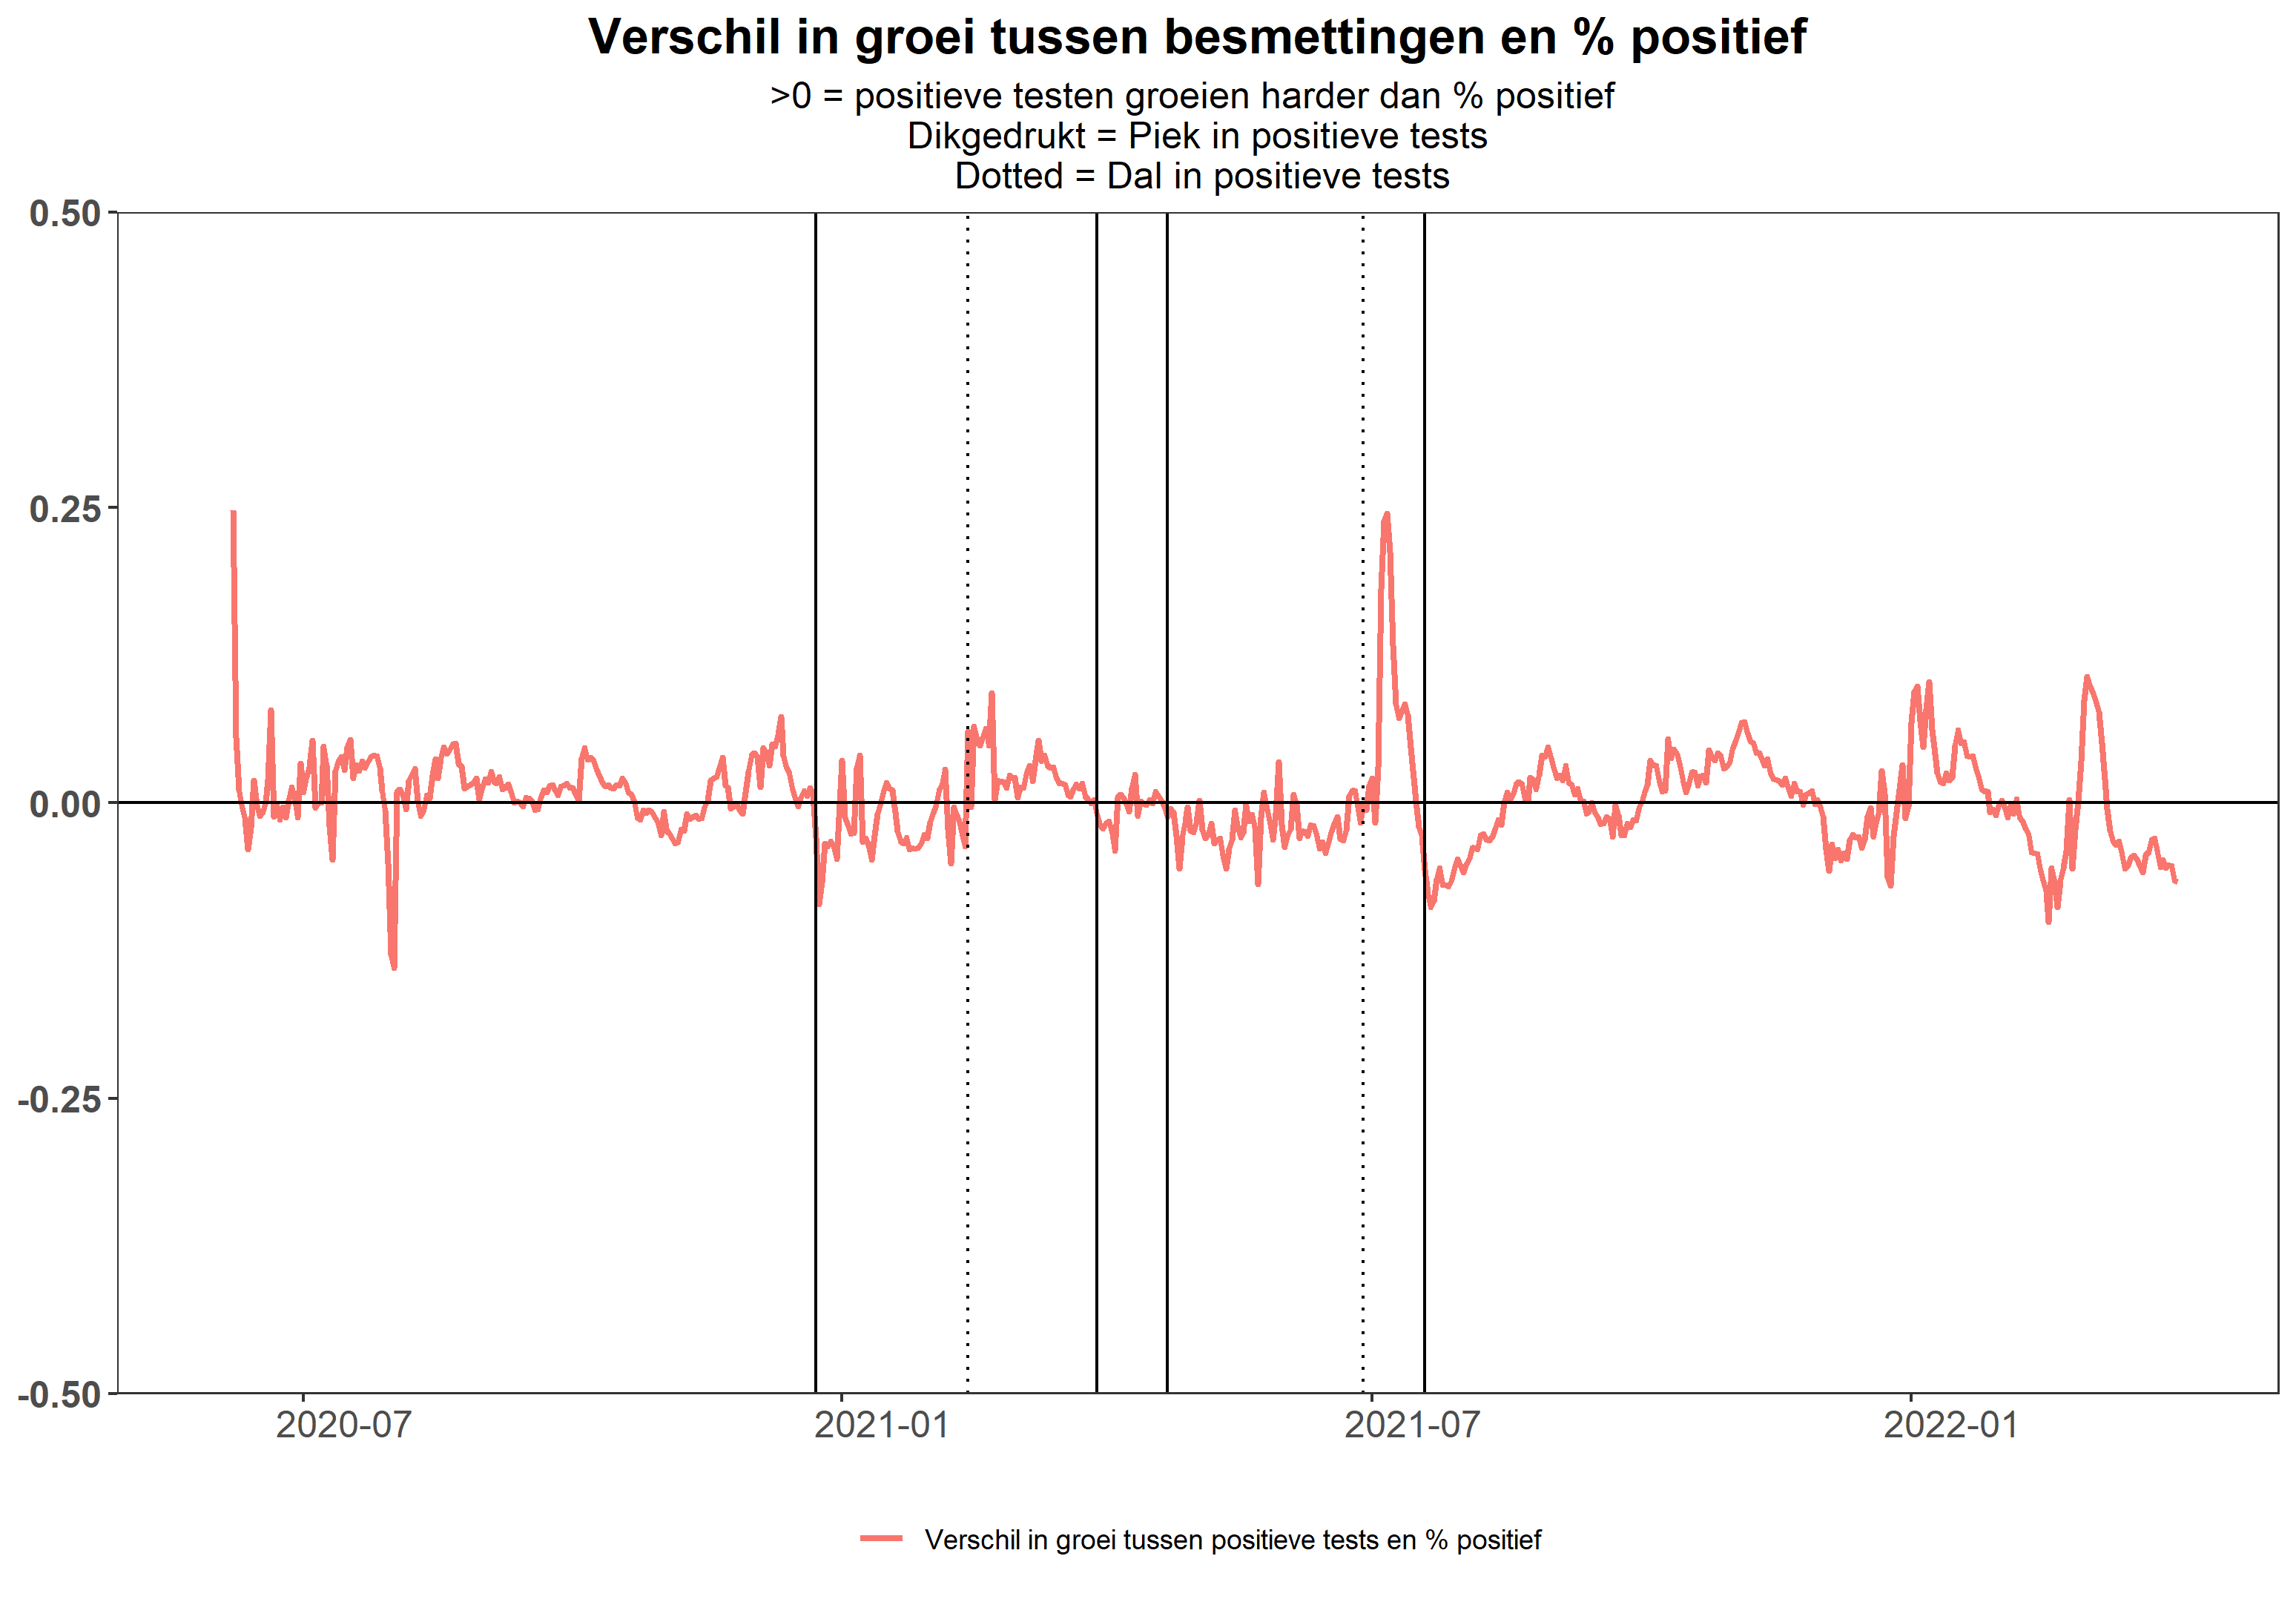 Verschil in groei tussen besmettingen en % positief
>0 = positieve testen groeien harder dan % positief
Dikgedrukt = Piek in positieve tests
Dotted = Dal in positieve tests
0.50
0.25
0.00
-0.25
-0.50
2020-07
2021-01
2021-07
2022-01
Verschil in groei tussen positieve tests en % positief